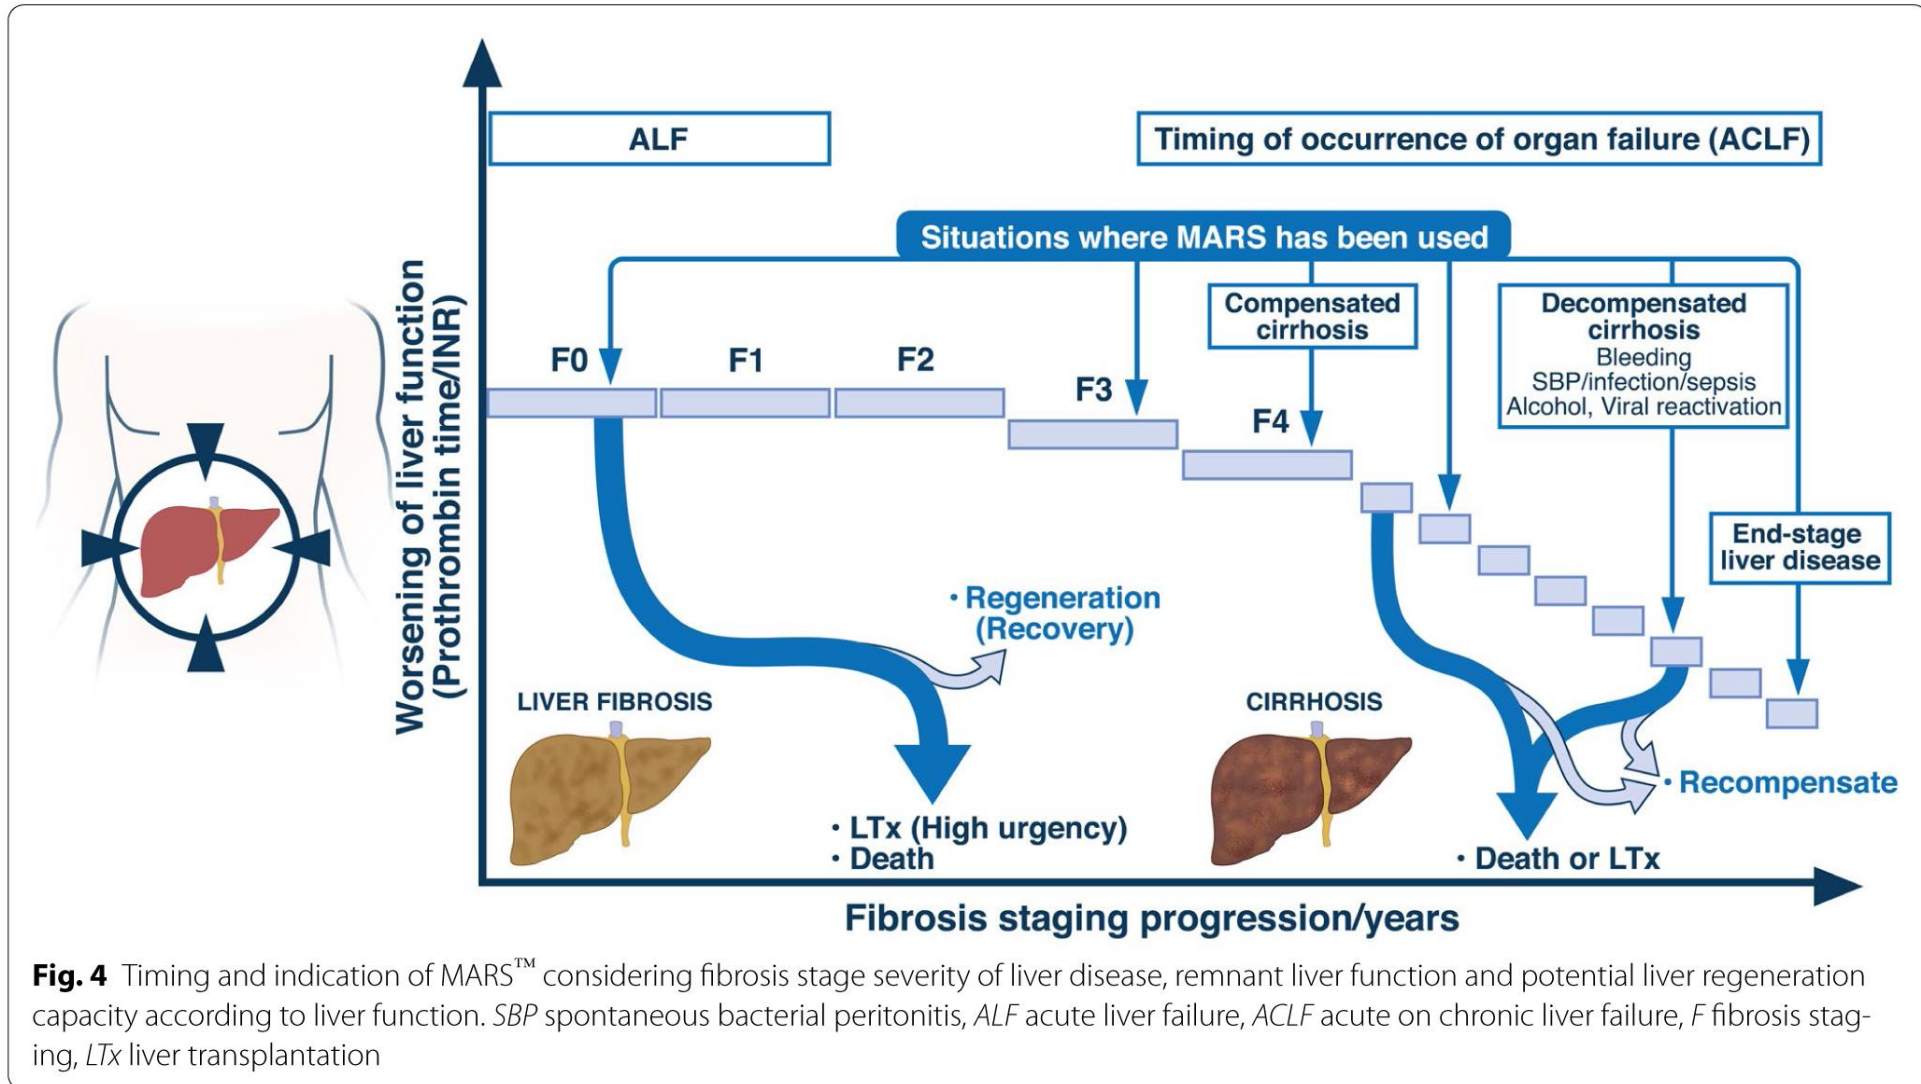 ALF
Timing of occurrence of organ failure (ACLF)
Situations where MARS has been used
Worsening of liver function
(Prothrombin time/INR)
Compensated
cirrhosis
Decompensated
cirrhosis
Bleeding
SBP/infection/sepsis
Alcohol, Viral reactivation
F0
F1
F2
F3
F4
End-stage
liver disease
• Regeneration
(Recovery)
LIVER FIBROSIS
CIRRHOSIS
• Recompensate
• LTx (High urgency)
• Death
• Death or LTx
Fibrosis staging progression/years
Fig. 4 Timing and indication of MARS™ considering fibrosis stage severity of liver disease, remnant liver function and potential liver regeneration
capacity according to liver function. SBP spontaneous bacterial peritonitis, ALF acute liver failure, ACLF acute on chronic liver failure, F fibrosis stag-
ing, LTx liver transplantation